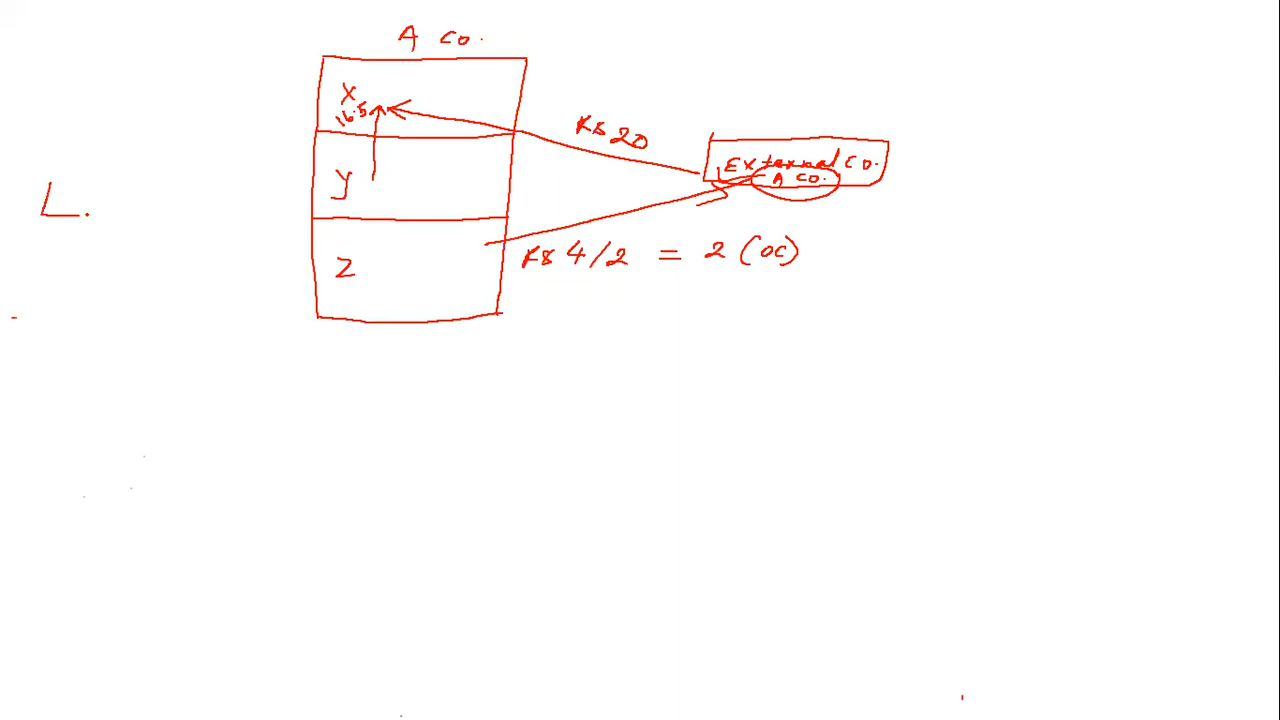 A CO.
X
16.5
Rs 20
External CO.
A CO.
y
L.
Rs 4/2 = 2 (OC)
Z